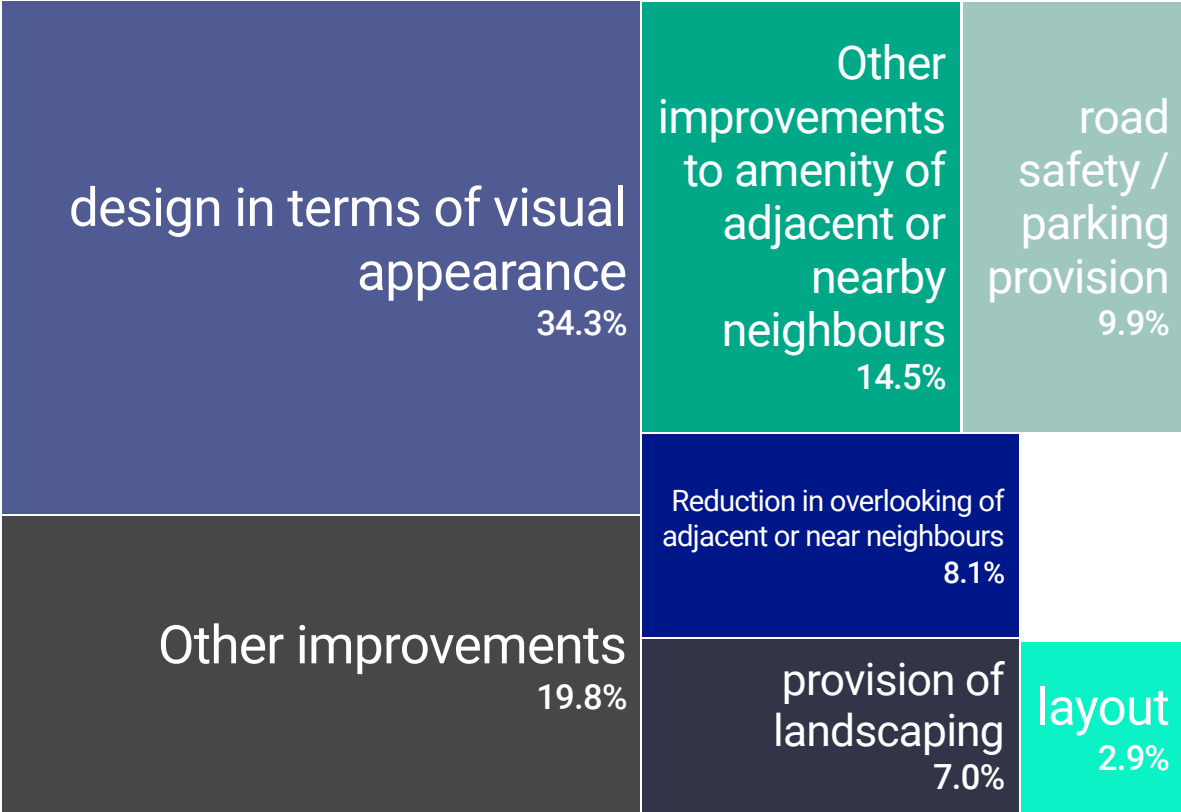 design in terms of visual
appearance
34.3%
Other improvements
19.8%
Other
improvements
to amenity of
adjacent or
nearby
neighbours
14.5%
road
safety /
parking
provision
9.9%
Reduction in overlooking of
adjacent or near neighbours
8.1%
provision of
landscaping
7.0%
layout
2.9%